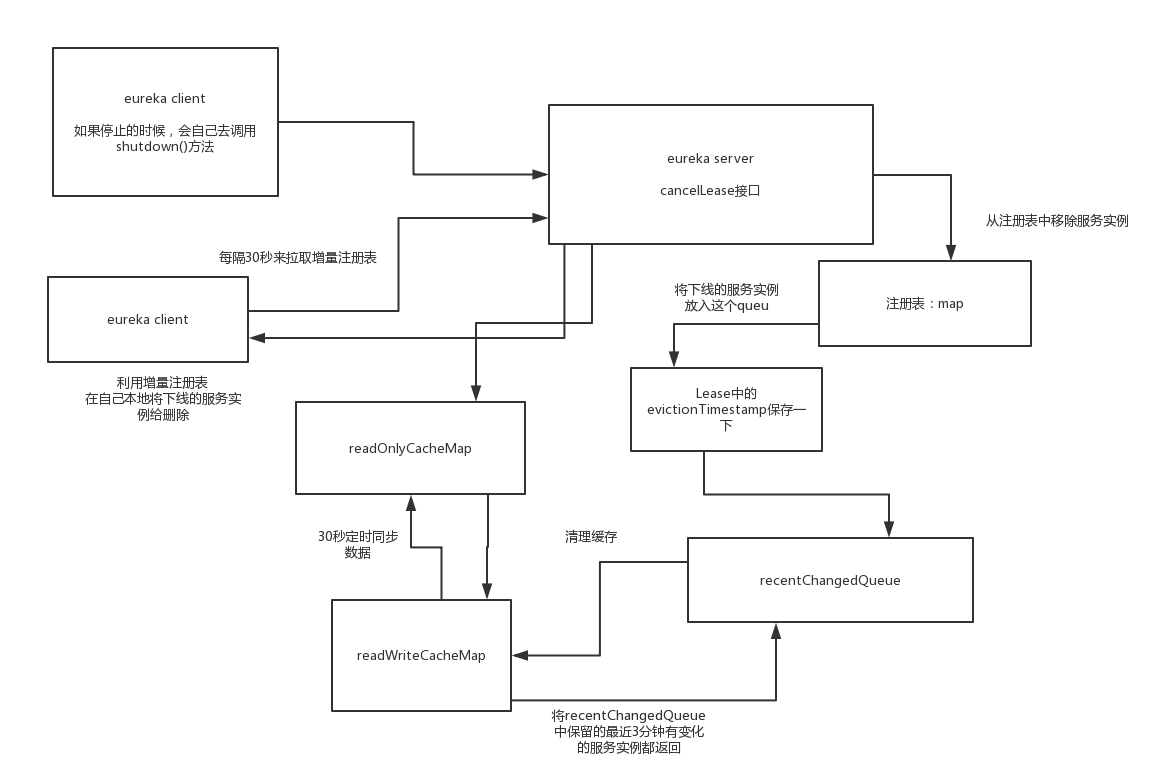 eureka client
如果停止的时候，会自己去调用
shutdown()方法
eureka server
cancelLease接口
从注册表中移除服务实例
每隔30秒来拉取增量注册表
注册表：map
将下线的服务实例
放入这个queu
eureka client
利用增量注册表
在自己本地将下线的服务实
例给删除
Lease中的
evictionTimestamp保存一
下
readOnlyCacheMap
30秒定时同步
数据
清理缓存
recentChangedQueue
readWriteCacheMap
将recentChangedQueue
中保留的最近3分钟有变化
的服务实例都返回